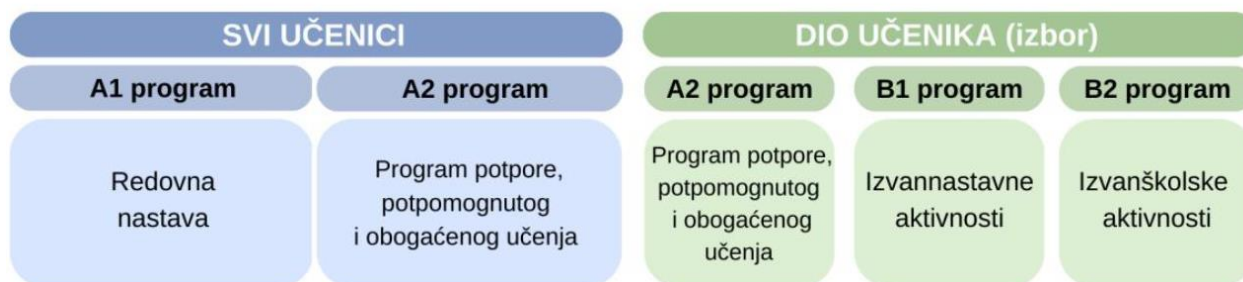 SVI UČENICI
DIO UČENIKA (izbor)
A1 program
A2 program
A2 program
B1 program
B2 program
Redovna
nastava
Program potpore,
potpomognutog
i obogaćenog učenja
Program potpore,
potpomognutog
i obogaćenog
učenja
Izvannastavne
aktivnosti
Izvanškolske
aktivnosti